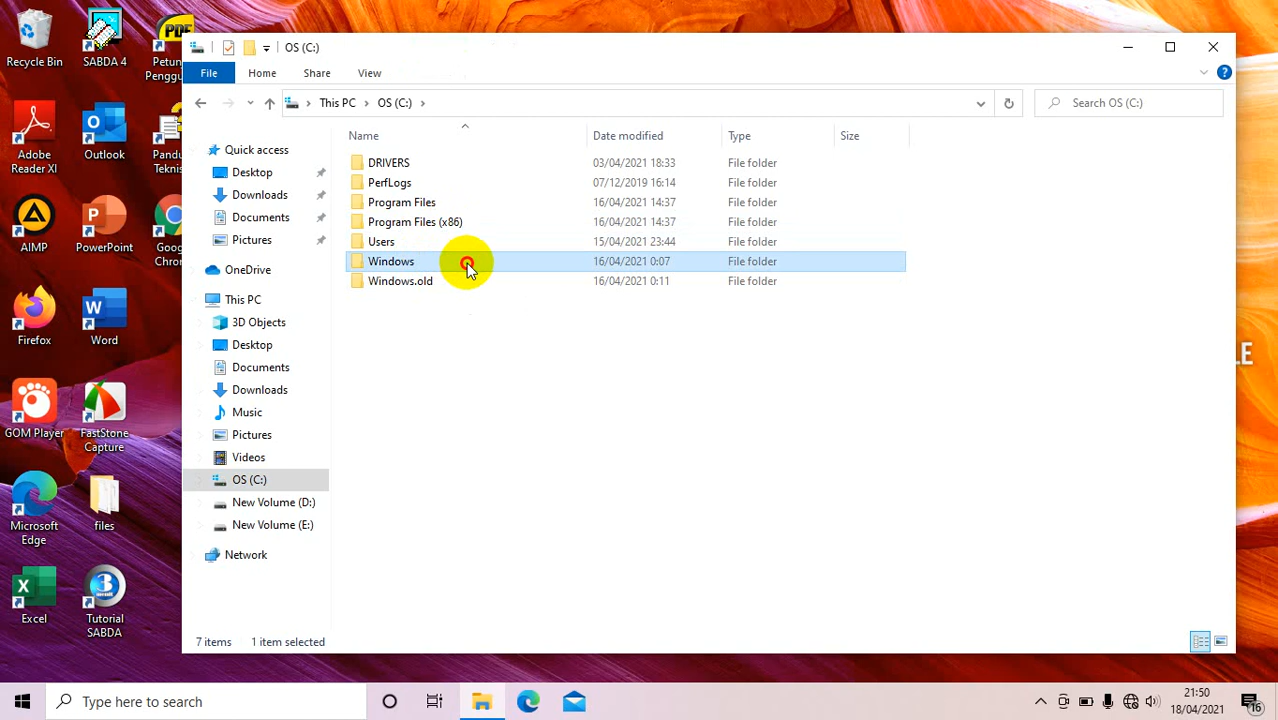 Recycle Bin
SABDA 4
PDF
Petun
Penggu
Adobe
Reader XI
Outlook
Pandu
Teknis
AIMP
PowerPoint
Goog
Chron
Firefox
Word
GOM Player
FastStone
Capture
Microsoft
Edge
files
Excel
Tutorial
SABDA
OS (C:)
File
Home
Share
View
This PC
OS (C:)
Search OS (C:)
Quick access
Desktop
Downloads
Documents
Pictures
OneDrive
This PC
3D Objects
Desktop
Documents
Downloads
Music
Pictures
Videos
OS (C:)
New Volume (D:)
New Volume (E:)
Network
Name Date modified Type Size
DRIVERS 03/04/2021 18:33 File folder
PerfLogs 07/12/2019 16:14 File folder
Program Files 16/04/2021 14:37 File folder
Program Files (x86) 16/04/2021 14:37 File folder
Users 15/04/2021 23:44 File folder
Windows 16/04/2021 0:07 File folder
Windows.old 16/04/2021 0:11 File folder
LE
7 items 1 item selected
Type here to search
21:50
18/04/2021
16